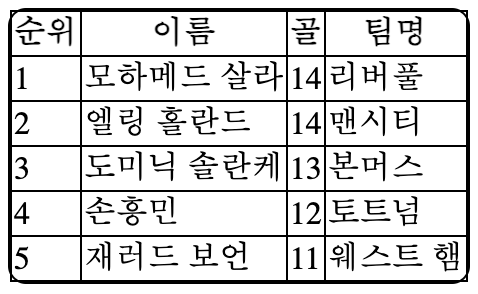 순위 이름 골 팀명
1 모하메드 살라 14 리버풀
2 엘링 홀란드 14 맨시티
3 도미닉 솔란케 13 본머스
4 손흥민 12 토트넘
5 재러드 보언 11 웨스트 햄